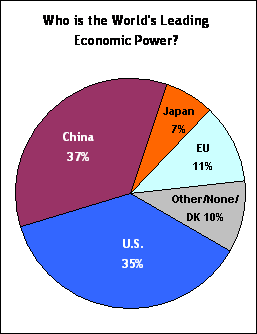 Who is the World's Leading
Economic Power?
Japan
7%
China
37%
EU
11%
Other/None/
DK 10%
U.S.
35%